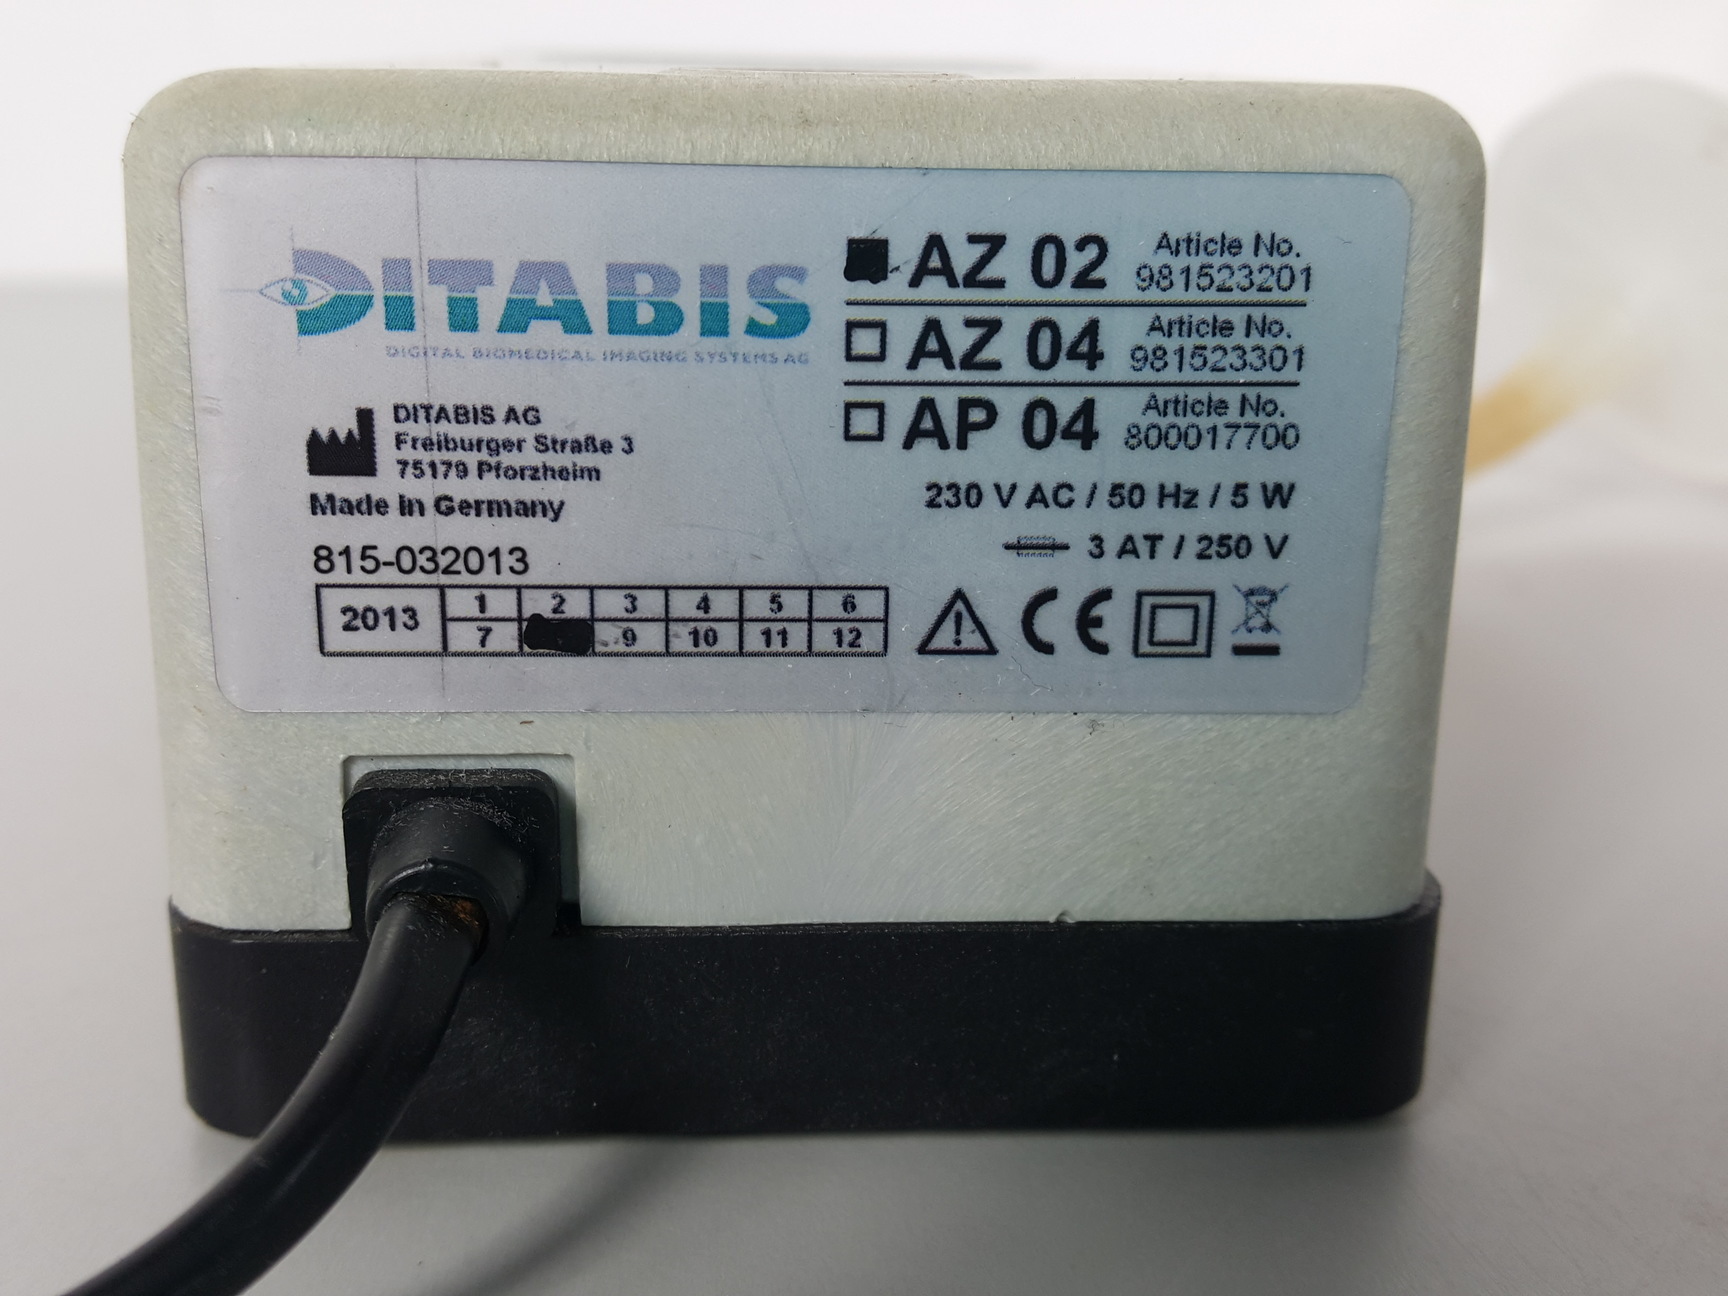 DITABIS
DIGITAL BIOMEDICAL IMAGING SYSTEMS AG
DITABIS AG
Freiburger Straße 3
75179 Pforzheim
Made in Germany
815-032013
2013 1 2 3 4 5 6
7 9 10 11 12
AZ 02 Article No. 981523201
AZ 04 Article No. 981523301
AP 04 Article No. 800017700
230 V AC / 50 Hz / 5 W
3 AT / 250 V
CE